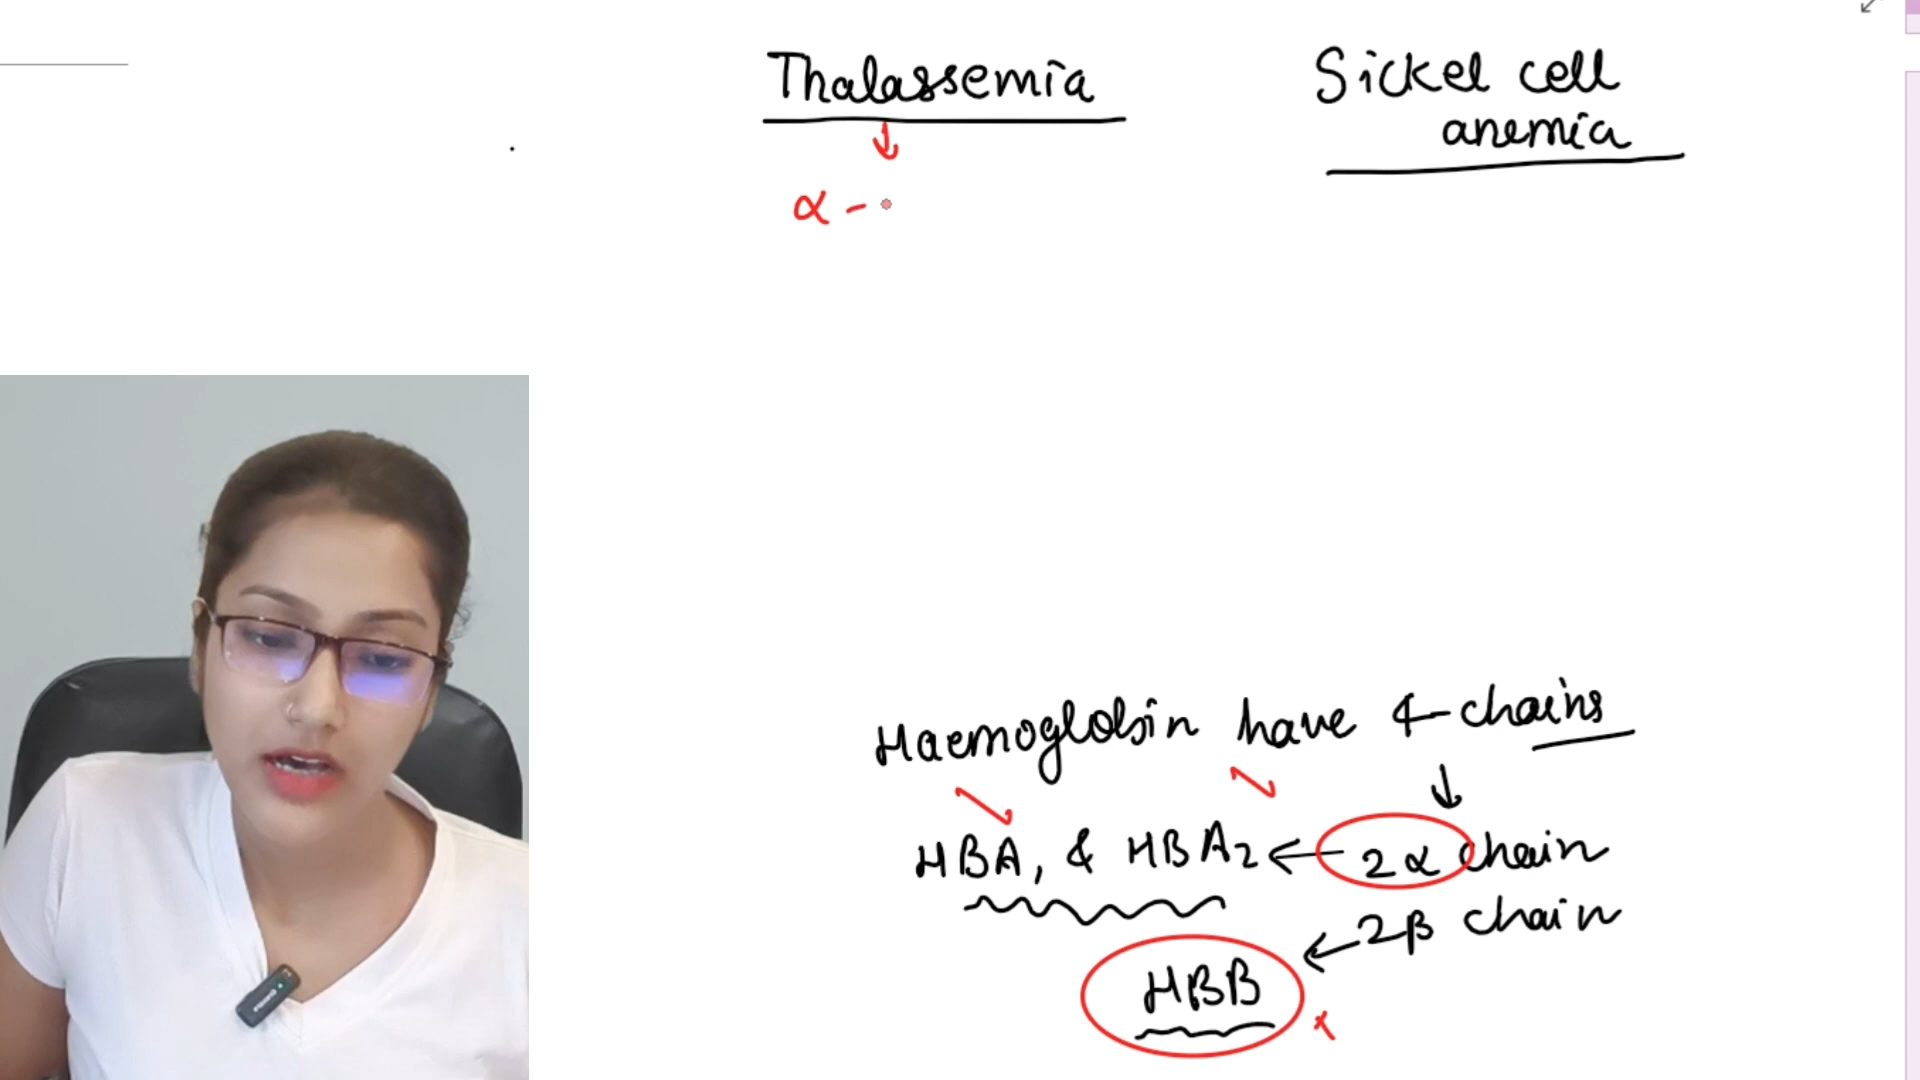 Thalassemia
Sickel cell
anemia
α -
Haemoglobin have 4-chains
HBA, & HBA2 ← 2α chain
← 2β chain
HBB